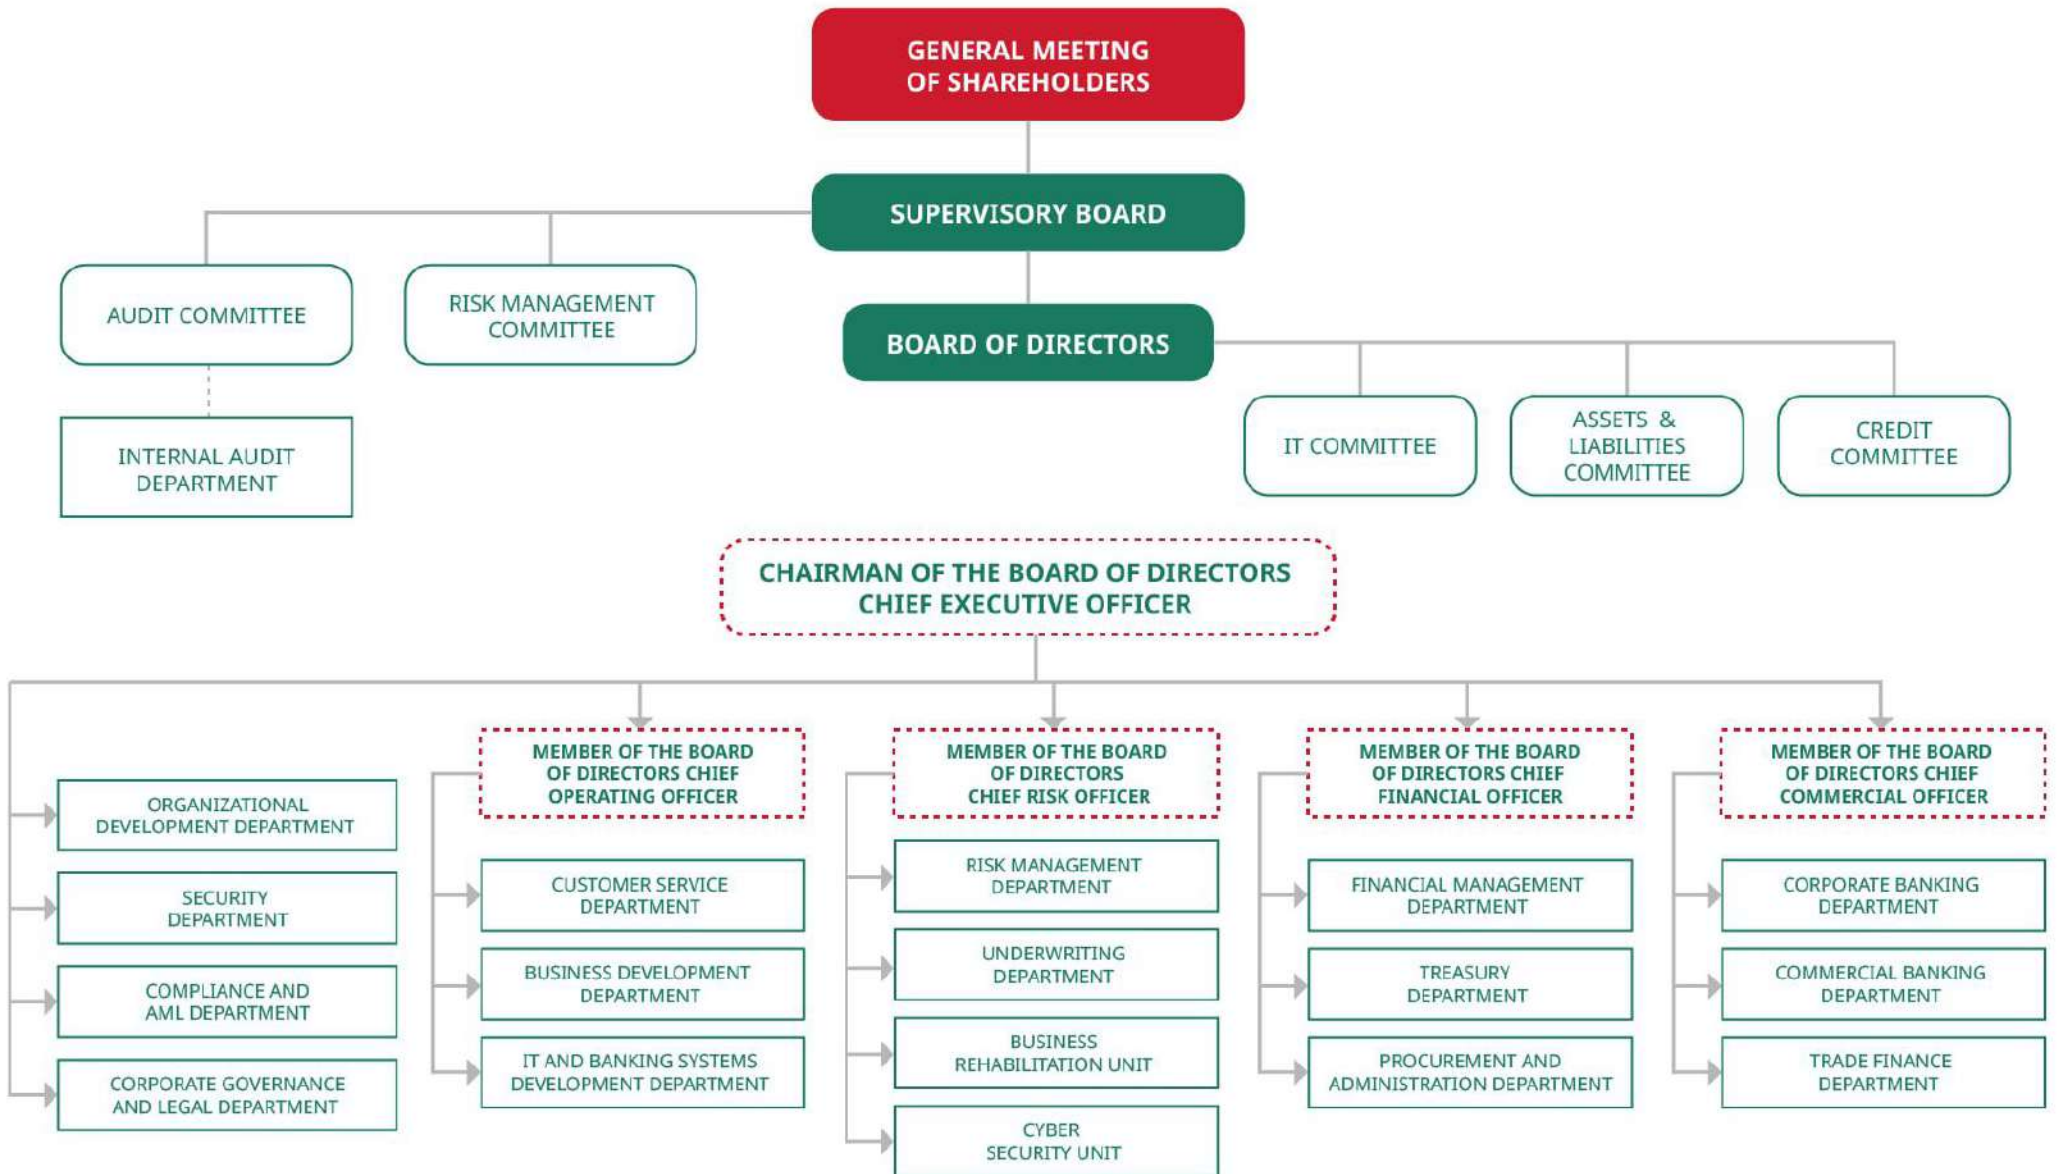 GENERAL MEETING
OF SHAREHOLDERS
SUPERVISORY BOARD
AUDIT COMMITTEE
RISK MANAGEMENT
COMMITTEE
BOARD OF DIRECTORS
INTERNAL AUDIT
DEPARTMENT
IT COMMITTEE
ASSETS & 
LIABILITIES
COMMITTEE
CREDIT
COMMITTEE
CHAIRMAN OF THE BOARD OF DIRECTORS
CHIEF EXECUTIVE OFFICER
ORGANIZATIONAL
DEVELOPMENT DEPARTMENT
SECURITY
DEPARTMENT
COMPLIANCE AND
AML DEPARTMENT
CORPORATE GOVERNANCE
AND LEGAL DEPARTMENT
MEMBER OF THE BOARD
OF DIRECTORS CHIEF
OPERATING OFFICER
CUSTOMER SERVICE
DEPARTMENT
BUSINESS DEVELOPMENT
DEPARTMENT
IT AND BANKING SYSTEMS
DEVELOPMENT DEPARTMENT
MEMBER OF THE BOARD
OF DIRECTORS
CHIEF RISK OFFICER
RISK MANAGEMENT
DEPARTMENT
UNDERWRITING
DEPARTMENT
BUSINESS
REHABILITATION UNIT
CYBER
SECURITY UNIT
MEMBER OF THE BOARD
OF DIRECTORS CHIEF
FINANCIAL OFFICER
FINANCIAL MANAGEMENT
DEPARTMENT
TREASURY
DEPARTMENT
PROCUREMENT AND
ADMINISTRATION DEPARTMENT
MEMBER OF THE BOARD
OF DIRECTORS CHIEF
COMMERCIAL OFFICER
CORPORATE BANKING
DEPARTMENT
COMMERCIAL BANKING
DEPARTMENT
TRADE FINANCE
DEPARTMENT